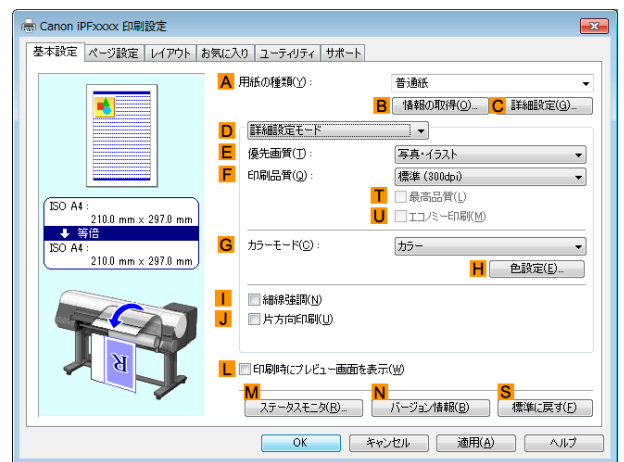 Canon iPFxxxx 印刷設定
基本設定 ページ設定 レイアウト お気に入り ユーティリティ サポート
A 用紙の種類(Y) : 普通紙
B 情報の取得(O)... C 詳細設定(G)...
D 詳細設定モード
E 優先画質(T) : 写真・イラスト
F 印刷品質(Q) : 標準 (300dpi)
T 最高品質(L)
U エコノミー印刷(M)
ISO A4 :
210.0 mm × 297.0 mm
等倍
ISO A4 :
210.0 mm × 297.0 mm
G カラーモード(C) : カラー
H 色設定(E)...
I 細線強調(N)
J 片方向印刷(U)
R
L 印刷時にプレビュー画面を表示(W)
M ステータスモニタ(R)... N バージョン情報(B) S 標準に戻す(F)
OK キャンセル 適用(A) ヘルプ